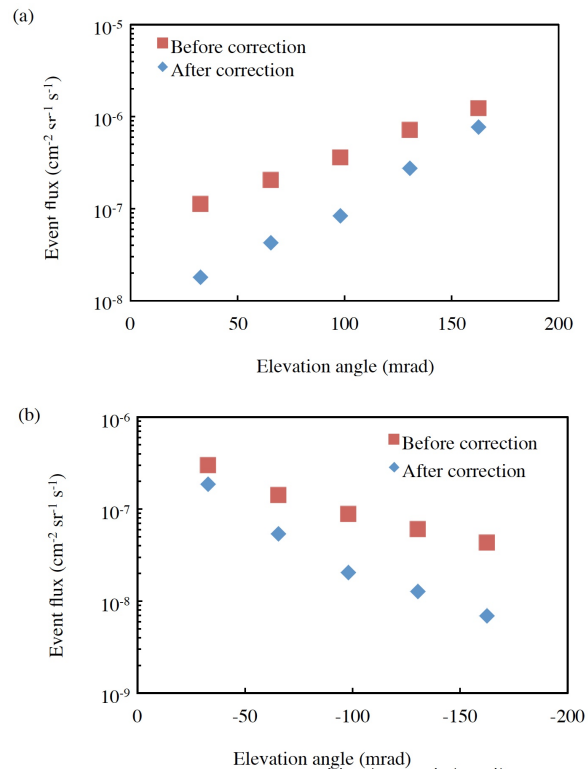 (a)
10-5
Before correction
After correction
10-6
10-7
10-8
0 50 100 150 200
Event flux (cm-2 sr-1 s-1)
Elevation angle (mrad)
(b)
10-6
Before correction
After correction
10-7
10-8
10-9
0 -50 -100 -150 -200
Event flux (cm-2 sr-1 s-1)
Elevation angle (mrad)